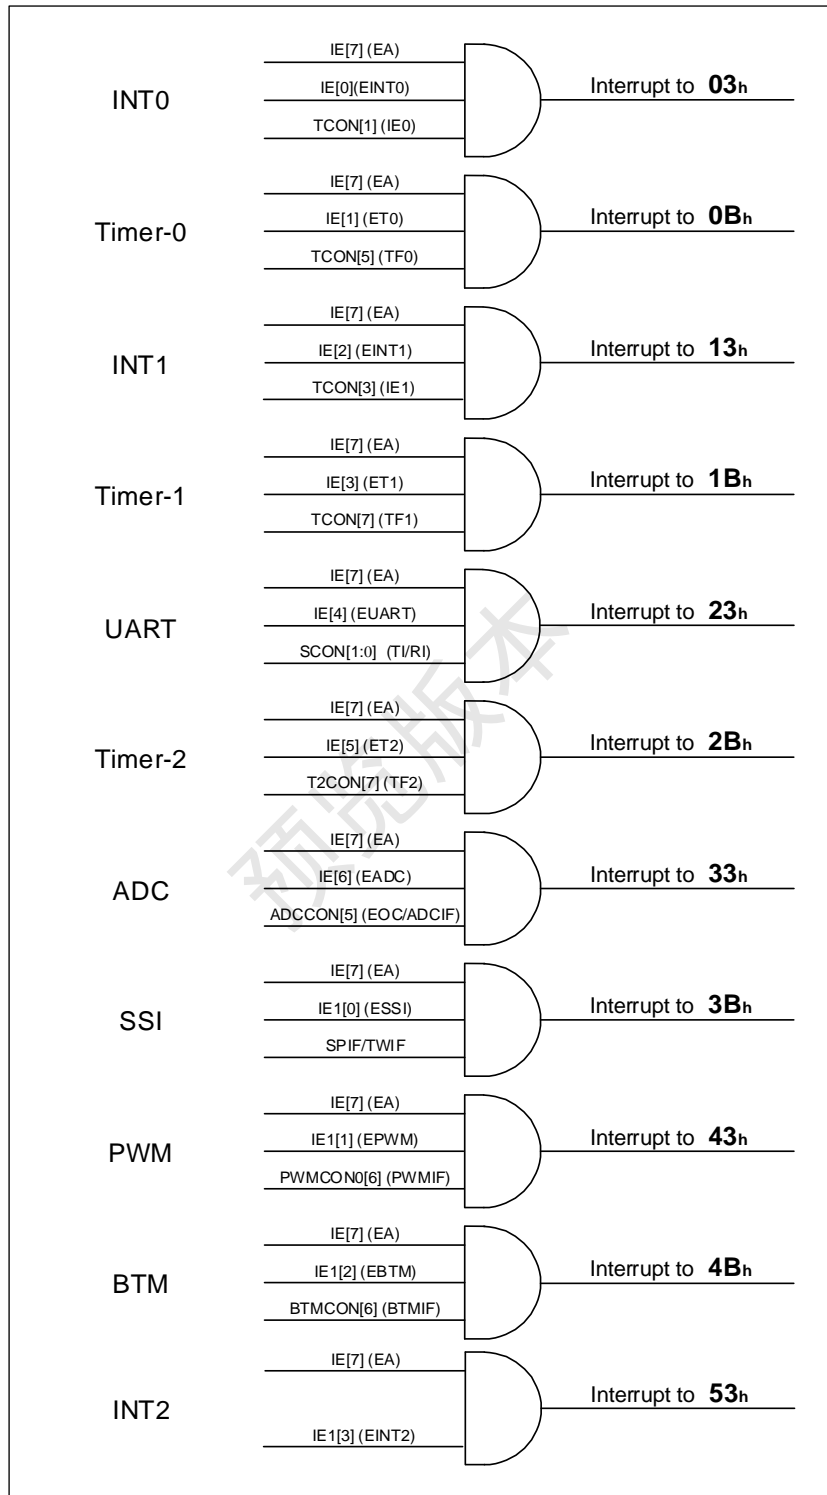 IE[7] (EA)
INT0 IE[0](EINT0) Interrupt to 03h
TCON[1] (IE0)
IE[7] (EA)
Timer-0 IE[1] (ET0) Interrupt to 0Bh
TCON[5] (TF0)
IE[7] (EA)
INT1 IE[2] (EINT1) Interrupt to 13h
TCON[3] (IE1)
IE[7] (EA)
Timer-1 IE[3] (ET1) Interrupt to 1Bh
TCON[7] (TF1)
IE[7] (EA)
UART IE[4] (EUART) Interrupt to 23h
SCON[1:0] (TI/RI)
IE[7] (EA)
Timer-2 IE[5] (ET2) Interrupt to 2Bh
T2CON[7] (TF2)
IE[7] (EA)
ADC IE[6] (EADC) Interrupt to 33h
ADCCON[5] (EOC/ADCIF)
IE[7] (EA)
SSI IE1[0] (ESSI) Interrupt to 3Bh
SPIF/TWIF
IE[7] (EA)
PWM IE1[1] (EPWM) Interrupt to 43h
PWMCON0[6] (PWMIF)
IE[7] (EA)
BTM IE1[2] (EBTM) Interrupt to 4Bh
BTMCON[6] (BTMIF)
IE[7] (EA)
INT2 Interrupt to 53h
IE1[3] (EINT2)
预览版本